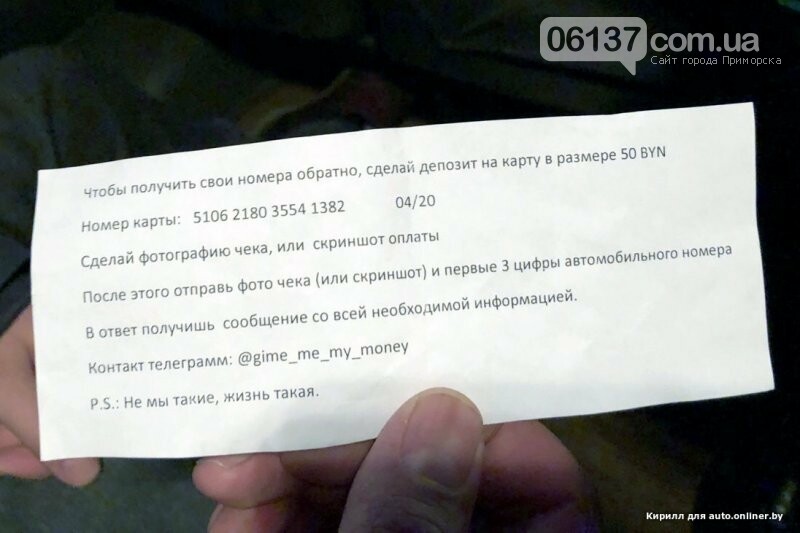 06137com.ua
Сайт города Приморска
Чтобы получить свои номера обратно, сделай депозит на карту в размере 50 BYN
Номер карты: 5106 2180 3554 1382 04/20
Сделай фотографию чека, или скриншот оплаты
После этого отправь фото чека (или скриншот) и первые 3 цифры автомобильного номера
В ответ получишь сообщение со всей необходимой информацией.
Контакт телеграмм: @gime_me_my_money
P.S.: Не мы такие, жизнь такая.
Кирилл для auto.onliner.by